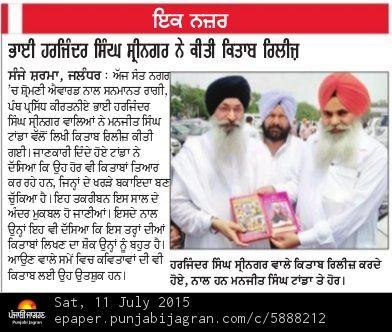 ਇਕ ਨਜ਼ਰ
ਭਾਈ ਹਰਜਿੰਦਰ ਸਿੰਘ ਸ੍ਰੀਨਗਰ ਨੇ ਕੀਤੀ ਕਿਤਾਬ ਰਿਲੀਜ਼
ਸੰਜੇ ਸ਼ਰਮਾ, ਜਲੰਧਰ : ਅੱਜ ਸੰਤ ਨਗਰ
'ਚ ਸ਼੍ਰੋਮਣੀ ਐਵਾਰਡ ਨਾਲ ਸਨਮਾਨਤ ਰਾਗੀ,
ਪੰਥ ਪ੍ਰਸਿੱਧ ਕੀਰਤਨੀਏ ਭਾਈ ਹਰਜਿੰਦਰ
ਸਿੰਘ ਸ੍ਰੀਨਗਰ ਵਾਲਿਆਂ ਨੇ ਮਨਜੀਤ ਸਿੰਘ
ਟਾਂਡਾ ਵੱਲੋਂ ਲਿਖੀ ਕਿਤਾਬ ਰਿਲੀਜ਼ ਕੀਤੀ
ਗਈ। ਜਾਣਕਾਰੀ ਦਿੰਦੇ ਹੋਏ ਟਾਂਡਾ ਨੇ
ਦੱਸਿਆ ਕਿ ਉਹ ਹੋਰ ਵੀ ਕਿਤਾਬਾਂ ਤਿਆਰ
ਕਰ ਰਹੇ ਹਨ, ਜਿਨ੍ਹਾਂ ਦੇ ਖਰੜੇ ਬਕਾਇਦਾ ਬਣ
ਚੁੱਕਿਆ ਹੈ। ਇਹ ਤਕਰੀਬਨ ਇਸ ਸਾਲ ਦੇ
ਅੰਦਰ ਮੁਕਬਲ ਹੋ ਜਾਣੀਆਂ। ਇਸਦੇ ਨਾਲ
ਉਨ੍ਹਾਂ ਇਹ ਵੀ ਦੱਸਿਆ ਕਿ ਇਸ ਤਰ੍ਹਾਂ ਦੀਆਂ
ਕਿਤਾਬਾਂ ਲਿਖਣ ਦਾ ਸ਼ੌਕ ਉਨ੍ਹਾਂ ਨੂੰ ਬਹੁਤ ਹੈ।
ਆਉਣ ਵਾਲੇ ਸਮੇਂ ਵਿਚ ਕਵਿਤਾਵਾਂ ਦੀ ਵੀ
ਕਿਤਾਬ ਲਈ ਉਹ ਉਤਸ਼ੁਕ ਹਨ।
ਹਰਜਿੰਦਰ ਸਿੰਘ ਸ੍ਰੀਨਗਰ ਵਾਲੇ ਕਿਤਾਬ ਰਿਲੀਜ਼ ਕਰਦੇ
ਹੋਏ, ਨਾਲ ਹਨ ਮਨਜੀਤ ਸਿੰਘ ਟਾਂਡਾ ਤੇ ਹੋਰ।
ਪੰਜਾਬੀ ਜਾਗਰਣ
Punjabi Jagran
Sat, 11 July 2015
epaper.punjabijagran.com/c/5888212